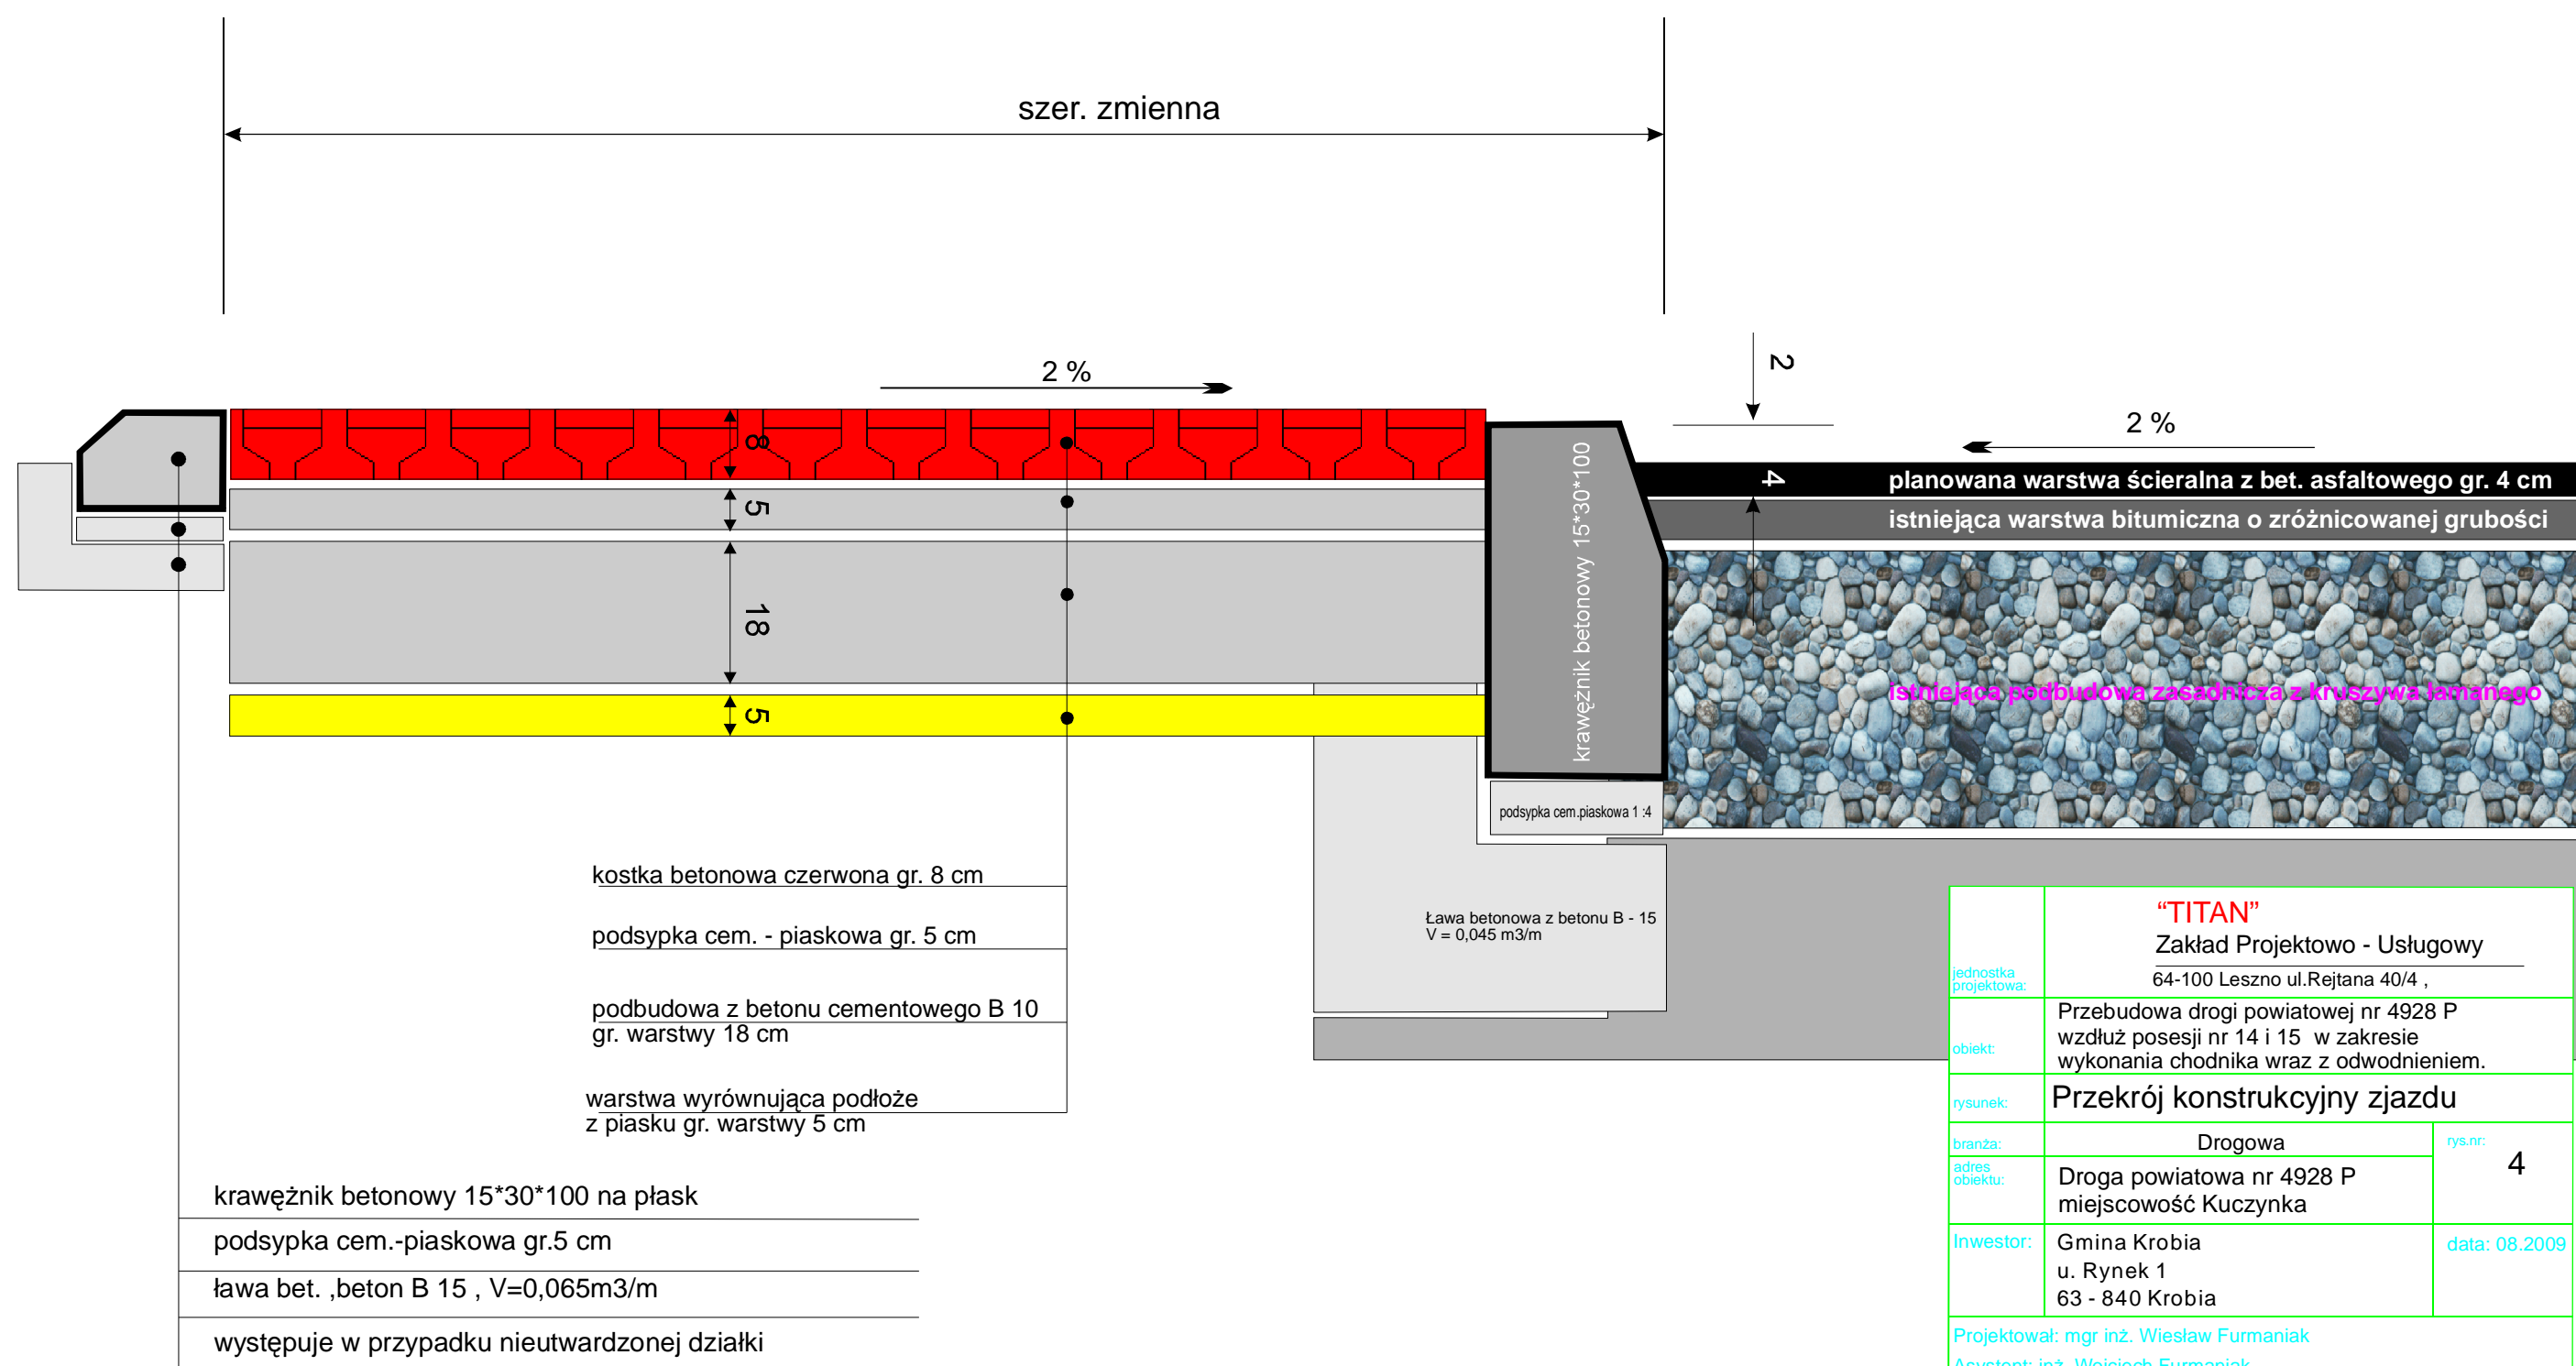 szer. zmienna
2 %
2
2 %
8
5
18
5
4
krawężnik betonowy 15*30*100
planowana warstwa ścieralna z bet. asfaltowego gr. 4 cm
istniejąca warstwa bitumiczna o zróżnicowanej grubości
istniejąca podbudowa zasadnicza z kruszywa łamanego
podsypka cem.piaskowa 1 :4
Ława betonowa z betonu B - 15
V = 0,045 m3/m
kostka betonowa czerwona gr. 8 cm
podsypka cem. - piaskowa gr. 5 cm
podbudowa z betonu cementowego B 10
gr. warstwy 18 cm
warstwa wyrównująca podłoże
z piasku gr. warstwy 5 cm
krawężnik betonowy 15*30*100 na płask
podsypka cem.-piaskowa gr.5 cm
ława bet. ,beton B 15 , V=0,065m3/m
występuje w przypadku nieutwardzonej działki
jednostka
projektowa:
“TITAN”
Zakład Projektowo - Usługowy
64-100 Leszno ul.Rejtana 40/4 ,
obiekt:
Przebudowa drogi powiatowej nr 4928 P
wzdłuż posesji nr 14 i 15 w zakresie
wykonania chodnika wraz z odwodnieniem.
rysunek:
Przekrój konstrukcyjny zjazdu
branża:
Drogowa
rys.nr:
4
adres
obiektu:
Droga powiatowa nr 4928 P
miejscowość Kuczynka
Inwestor:
Gmina Krobia
u. Rynek 1
63 - 840 Krobia
data: 08.2009
Projektował: mgr inż. Wiesław Furmaniak
Asystent: inż. Wojciech Furmaniak